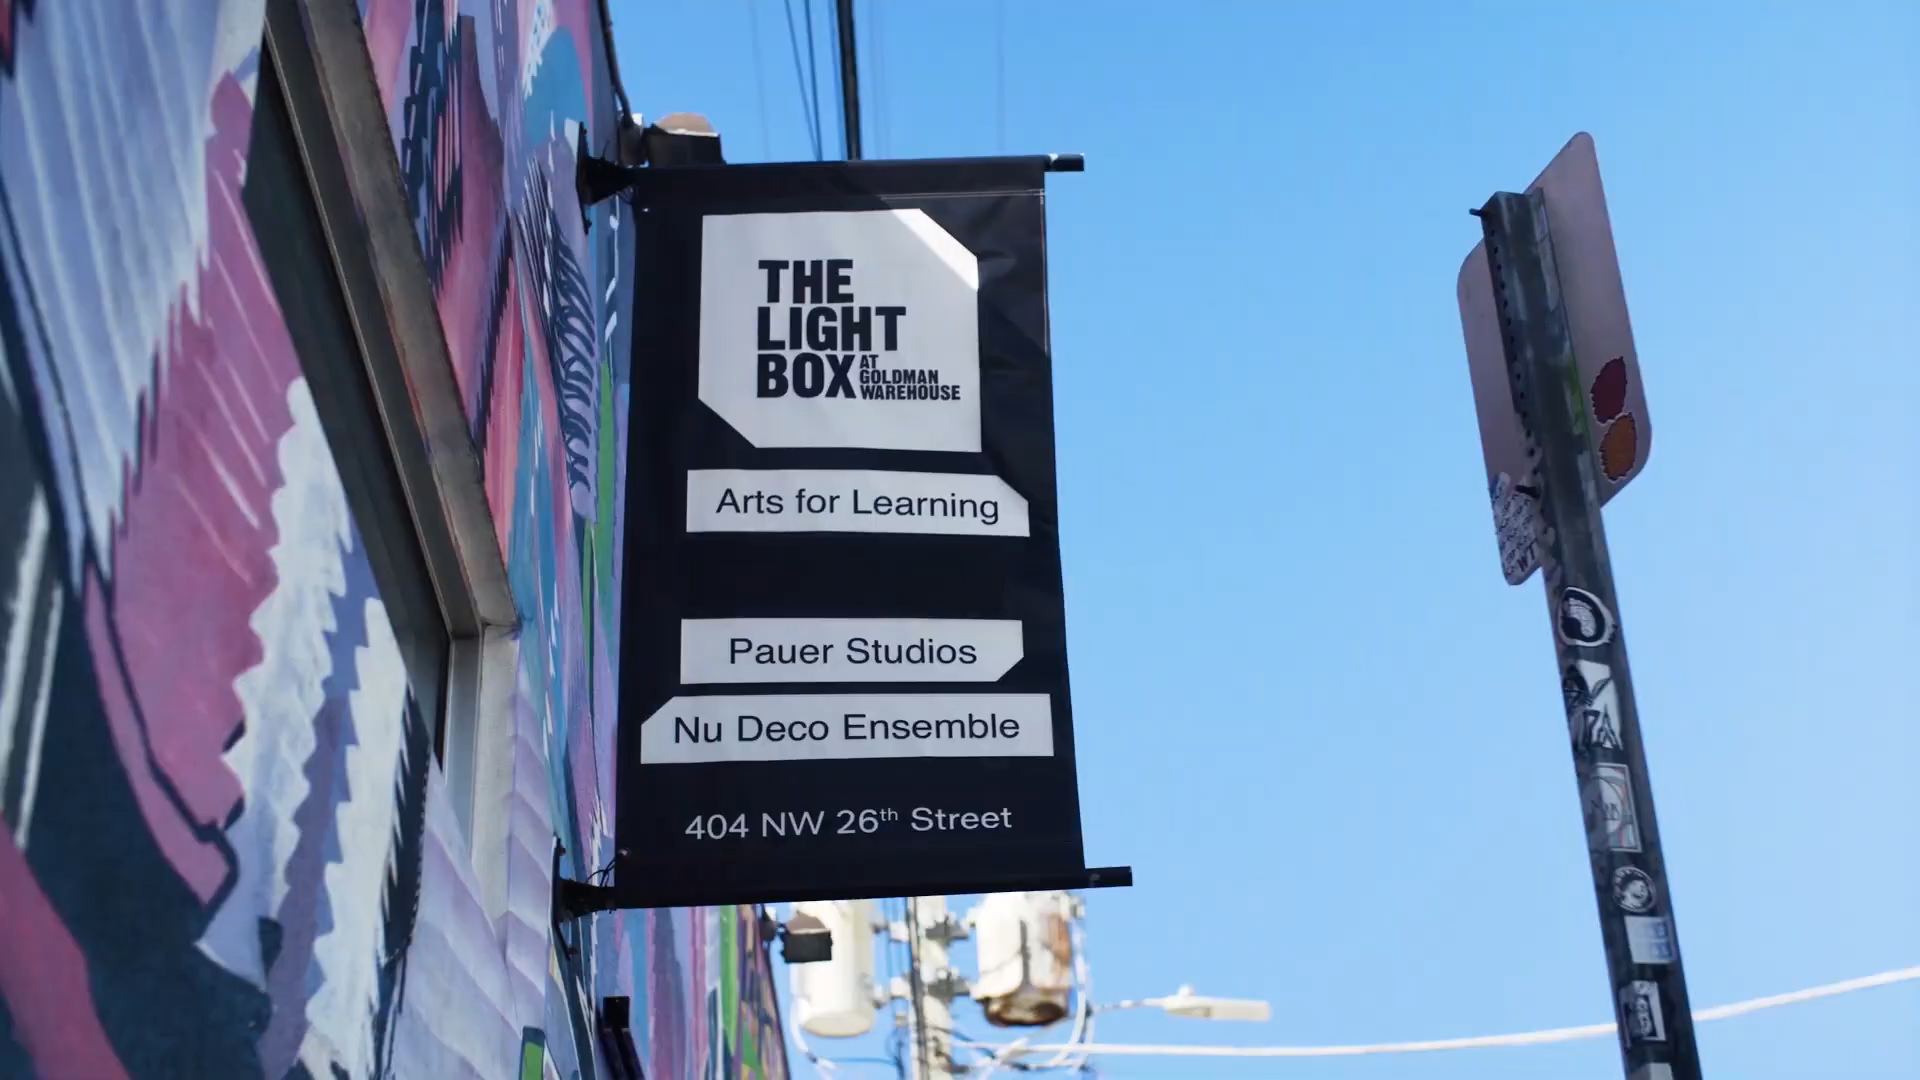 THE
LIGHT
BOX AT
GOLDMAN
WAREHOUSE
Arts for Learning
Pauer Studios
Nu Deco Ensemble
404 NW 26th Street